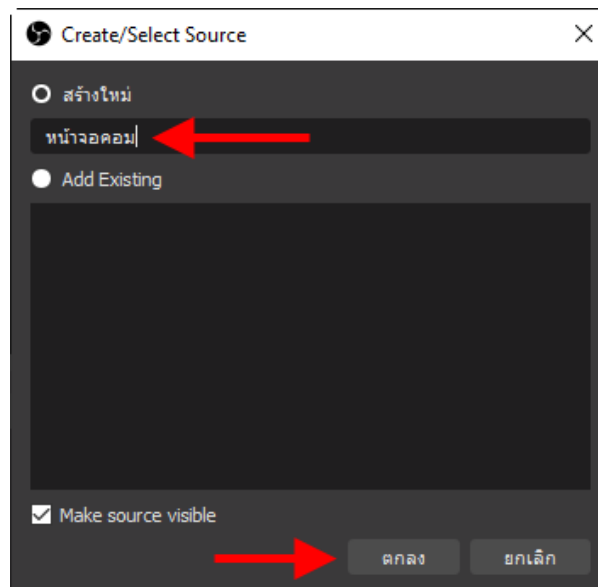 Create/Select Source
สร้างใหม่
หน้าจอคอม
Add Existing
Make source visible
ตกลง ยกเลิก